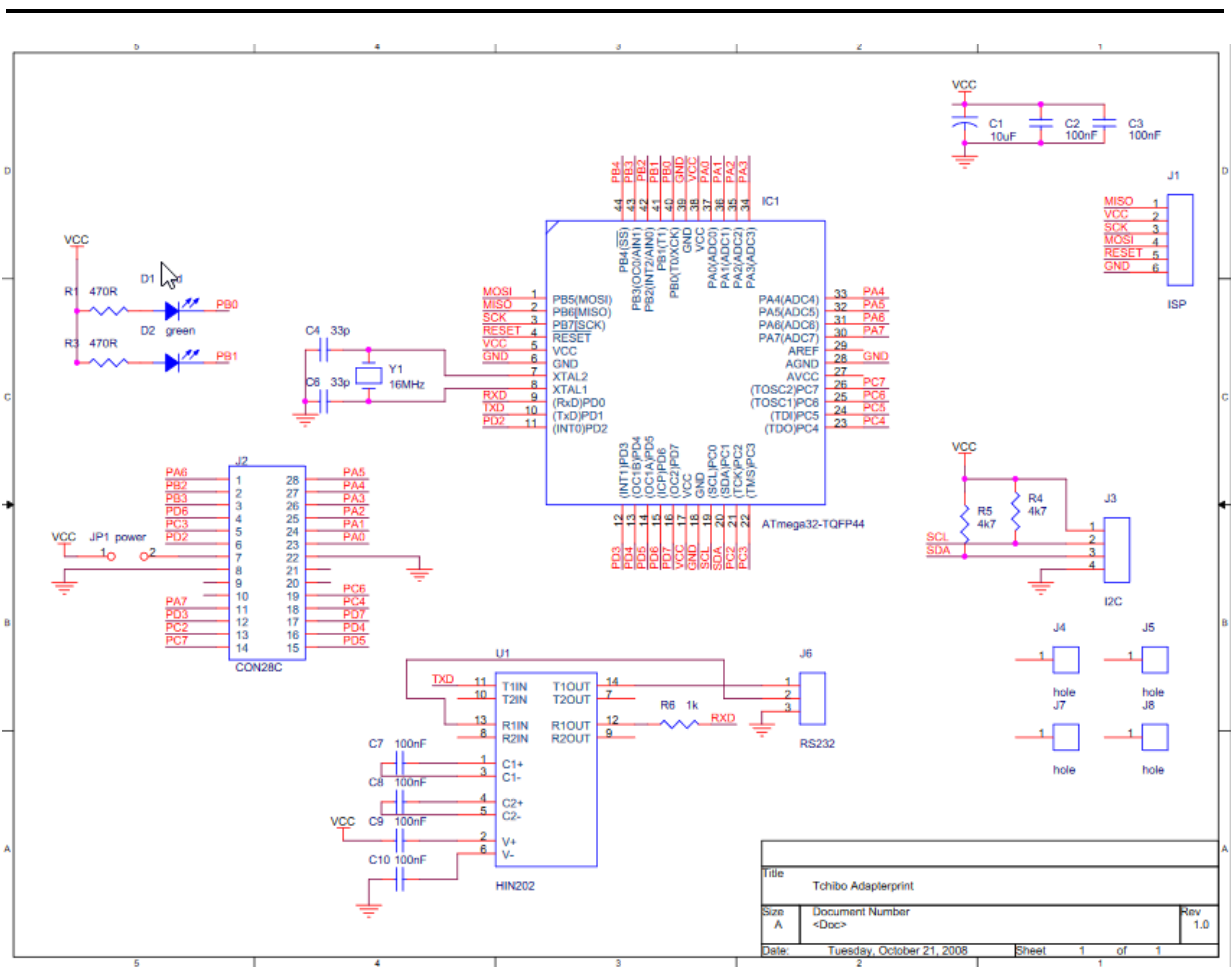 5 4 3 2 1
D
C
B
A
VCC
C1
10uF
C2
100nF
C3
100nF
J1
MISO 1
VCC 2
SCK 3
MOSI 4
RESET 5
GND 6
ISP
PB4 PB3 PB2 PB1 PB0 GND VCC PA0 PA1 PA2 PA3
44 43 42 41 40 39 38 37 36 35 34
IC1
PB4(SS)
PB3(OC0/AIN1)
PB2(INT2/AIN0)
PB1(T1)
PB0(T0/XCK)
GND
VCC
PA0(ADC0)
PA1(ADC1)
PA2(ADC2)
PA3(ADC3)
MOSI 1 PB5(MOSI)
MISO 2 PB6(MISO)
SCK 3 PB7(SCK)
RESET 4 RESET
VCC 5 VCC
GND 6 GND
7 XTAL2
8 XTAL1
RXD 9 (RxD)PD0
TXD 10 (TxD)PD1
PD2 11 (INT0)PD2
PA4(ADC4) 33 PA4
PA5(ADC5) 32 PA5
PA6(ADC6) 31 PA6
PA7(ADC7) 30 PA7
AREF 29
AGND 28 GND
AVCC 27
(TOSC2)PC7 26 PC7
(TOSC1)PC6 25 PC6
(TDI)PC5 24 PC5
(TDO)PC4 23 PC4
(INT1)PD3
(OC1B)PD4
(OC1A)PD5
(ICP)PD6
(OC2)PD7
VCC
GND
(SCL)PC0
(SDA)PC1
(TCK)PC2
(TMS)PC3
12 13 14 15 16 17 18 19 20 21 22
PD3 PD4 PD5 PD6 PD7 VCC GND SCL SDA PC2 PC3
ATmega32-TQFP44
VCC
D1
R1 470R
PB0
D2 green
R3 470R
PB1
C4 33p
Y1
16MHz
C6 33p
J2
PA6 1 28 PA5
PB2 2 27 PA4
PB3 3 26 PA3
PD6 4 25 PA2
PC3 5 24 PA1
PD2 6 23 PA0
7 22
8 21
9 20
10 19 PC6
PA7 11 18 PC4
PD3 12 17 PD7
PC2 13 16 PD4
PC7 14 15 PD5
CON28C
VCC JP1 power
1 2
VCC
R5
4k7
R4
4k7
J3
SCL
SDA
1
2
3
4
I2C
U1
TXD 11 T1IN T1OUT 14
10 T2IN T2OUT 7
13 R1IN R1OUT 12
8 R2IN R2OUT 9
1 C1+
3 C1-
4 C2+
5 C2-
2 V+
6 V-
HIN202
R6 1k
RXD
J6
1
2
3
RS232
C7 100nF
C8 100nF
VCC C9 100nF
C10 100nF
J4 J5
1 1
hole hole
J7 J8
1 1
hole hole
Title
Tchibo Adapterprint
Size Document Number Rev
A <Doc> 1.0
Date: Tuesday, October 21, 2008 Sheet 1 of 1
5 4 3 2 1